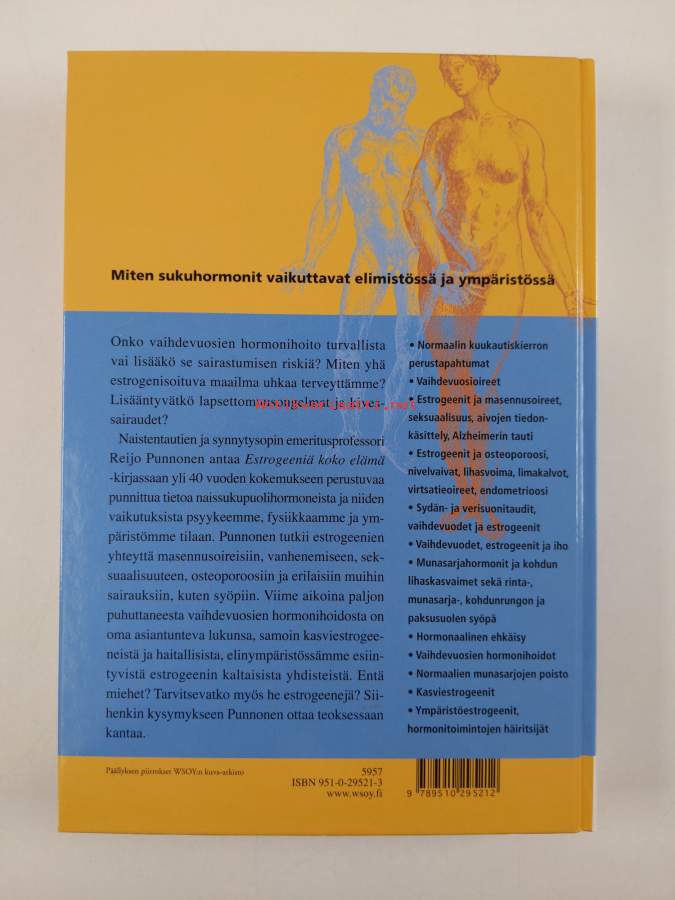 Miten sukuhormonit vaikuttavat elimistössä ja ympäristössä
Onko vaihdevuosien hormonihoito turvallista
vai lisääkö se sairastumisen riskiä? Miten yhä
estrogenisoituva maailma uhkaa terveyttämme?
Lisääntyvätkö lapsettomuusongelmat ja kives-
sairaudet?
Naistentautien ja synnytysopin emeritusprofessori
Reijo Punnonen antaa Estrogeeniä koko elämä
-kirjassaan yli 40 vuoden kokemukseen perustuvaa
punnittua tietoa naissukupuolihormoneista ja niiden
vaikutuksista psyykeemme, fysiikkaamme ja ym-
päristömme tilaan. Punnonen tutkii estrogeenien
yhteyttä masennusoireisiin, vanhenemiseen, sek-
suaalisuuteen, osteoporoosiin ja erilaisiin muihin
sairauksiin, kuten syöpiin. Viime aikoina paljon
puhuttaneesta vaihdevuosien hormonihoidosta on
oma asiantunteva lukunsa, samoin kasviestrogee-
neistä ja haitallisista, elinympäristössämme esiin-
tyvistä estrogeenin kaltaisista yhdisteistä. Entä
miehet? Tarvitsevatko myös he estrogeenejä? Sii-
henkin kysymykseen Punnonen ottaa teoksessaan
kantaa.
• Normaalin kuukautiskierron
perustapahtumat
• Vaihdevuosioireet
• Estrogeenit ja masennusoireet,
seksuaalisuus, aivojen tiedon-
käsittely, Alzheimerin tauti
• Estrogeenit ja osteoporoosi,
nivelvaivat, lihasvoima, limakalvot,
virtsatieoireet, endometrioosi
• Sydän- ja verisuonitaudit,
vaihdevuodet ja estrogeenit
• Vaihdevuodet, estrogeenit ja iho
• Munasarjahormonit ja kohdun
lihaskasvaimet sekä rinta-,
munasarja-, kohdunrungon ja
paksusuolen syöpä
• Hormonaalinen ehkäisy
• Vaihdevuosien hormonihoidot
• Normaalien munasarjojen poisto
• Kasviestrogeenit
• Ympäristöestrogeenit,
hormonitoimintojen häiritsijät
Päällyksen piirrokset WSOY:n kuva-arkisto
5957
ISBN 951-0-29521-3
www.wsoy.fi
9 789510 295212